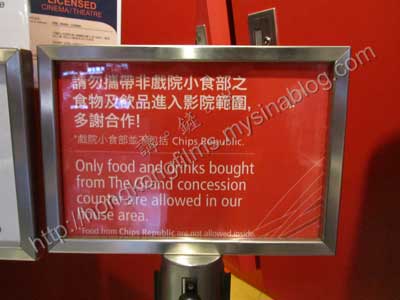 LICENSED
CINEMA/THEATRE
請勿攜帶非戲院小食部之
食物及飲品進入影院範圍,
多謝合作!
*戲院小食部並不包括 Chips Republic.
Only food and drinks bought
from The Grand concession
counter are allowed in our
house area.
*Food from Chips Republic are not allowed inside.